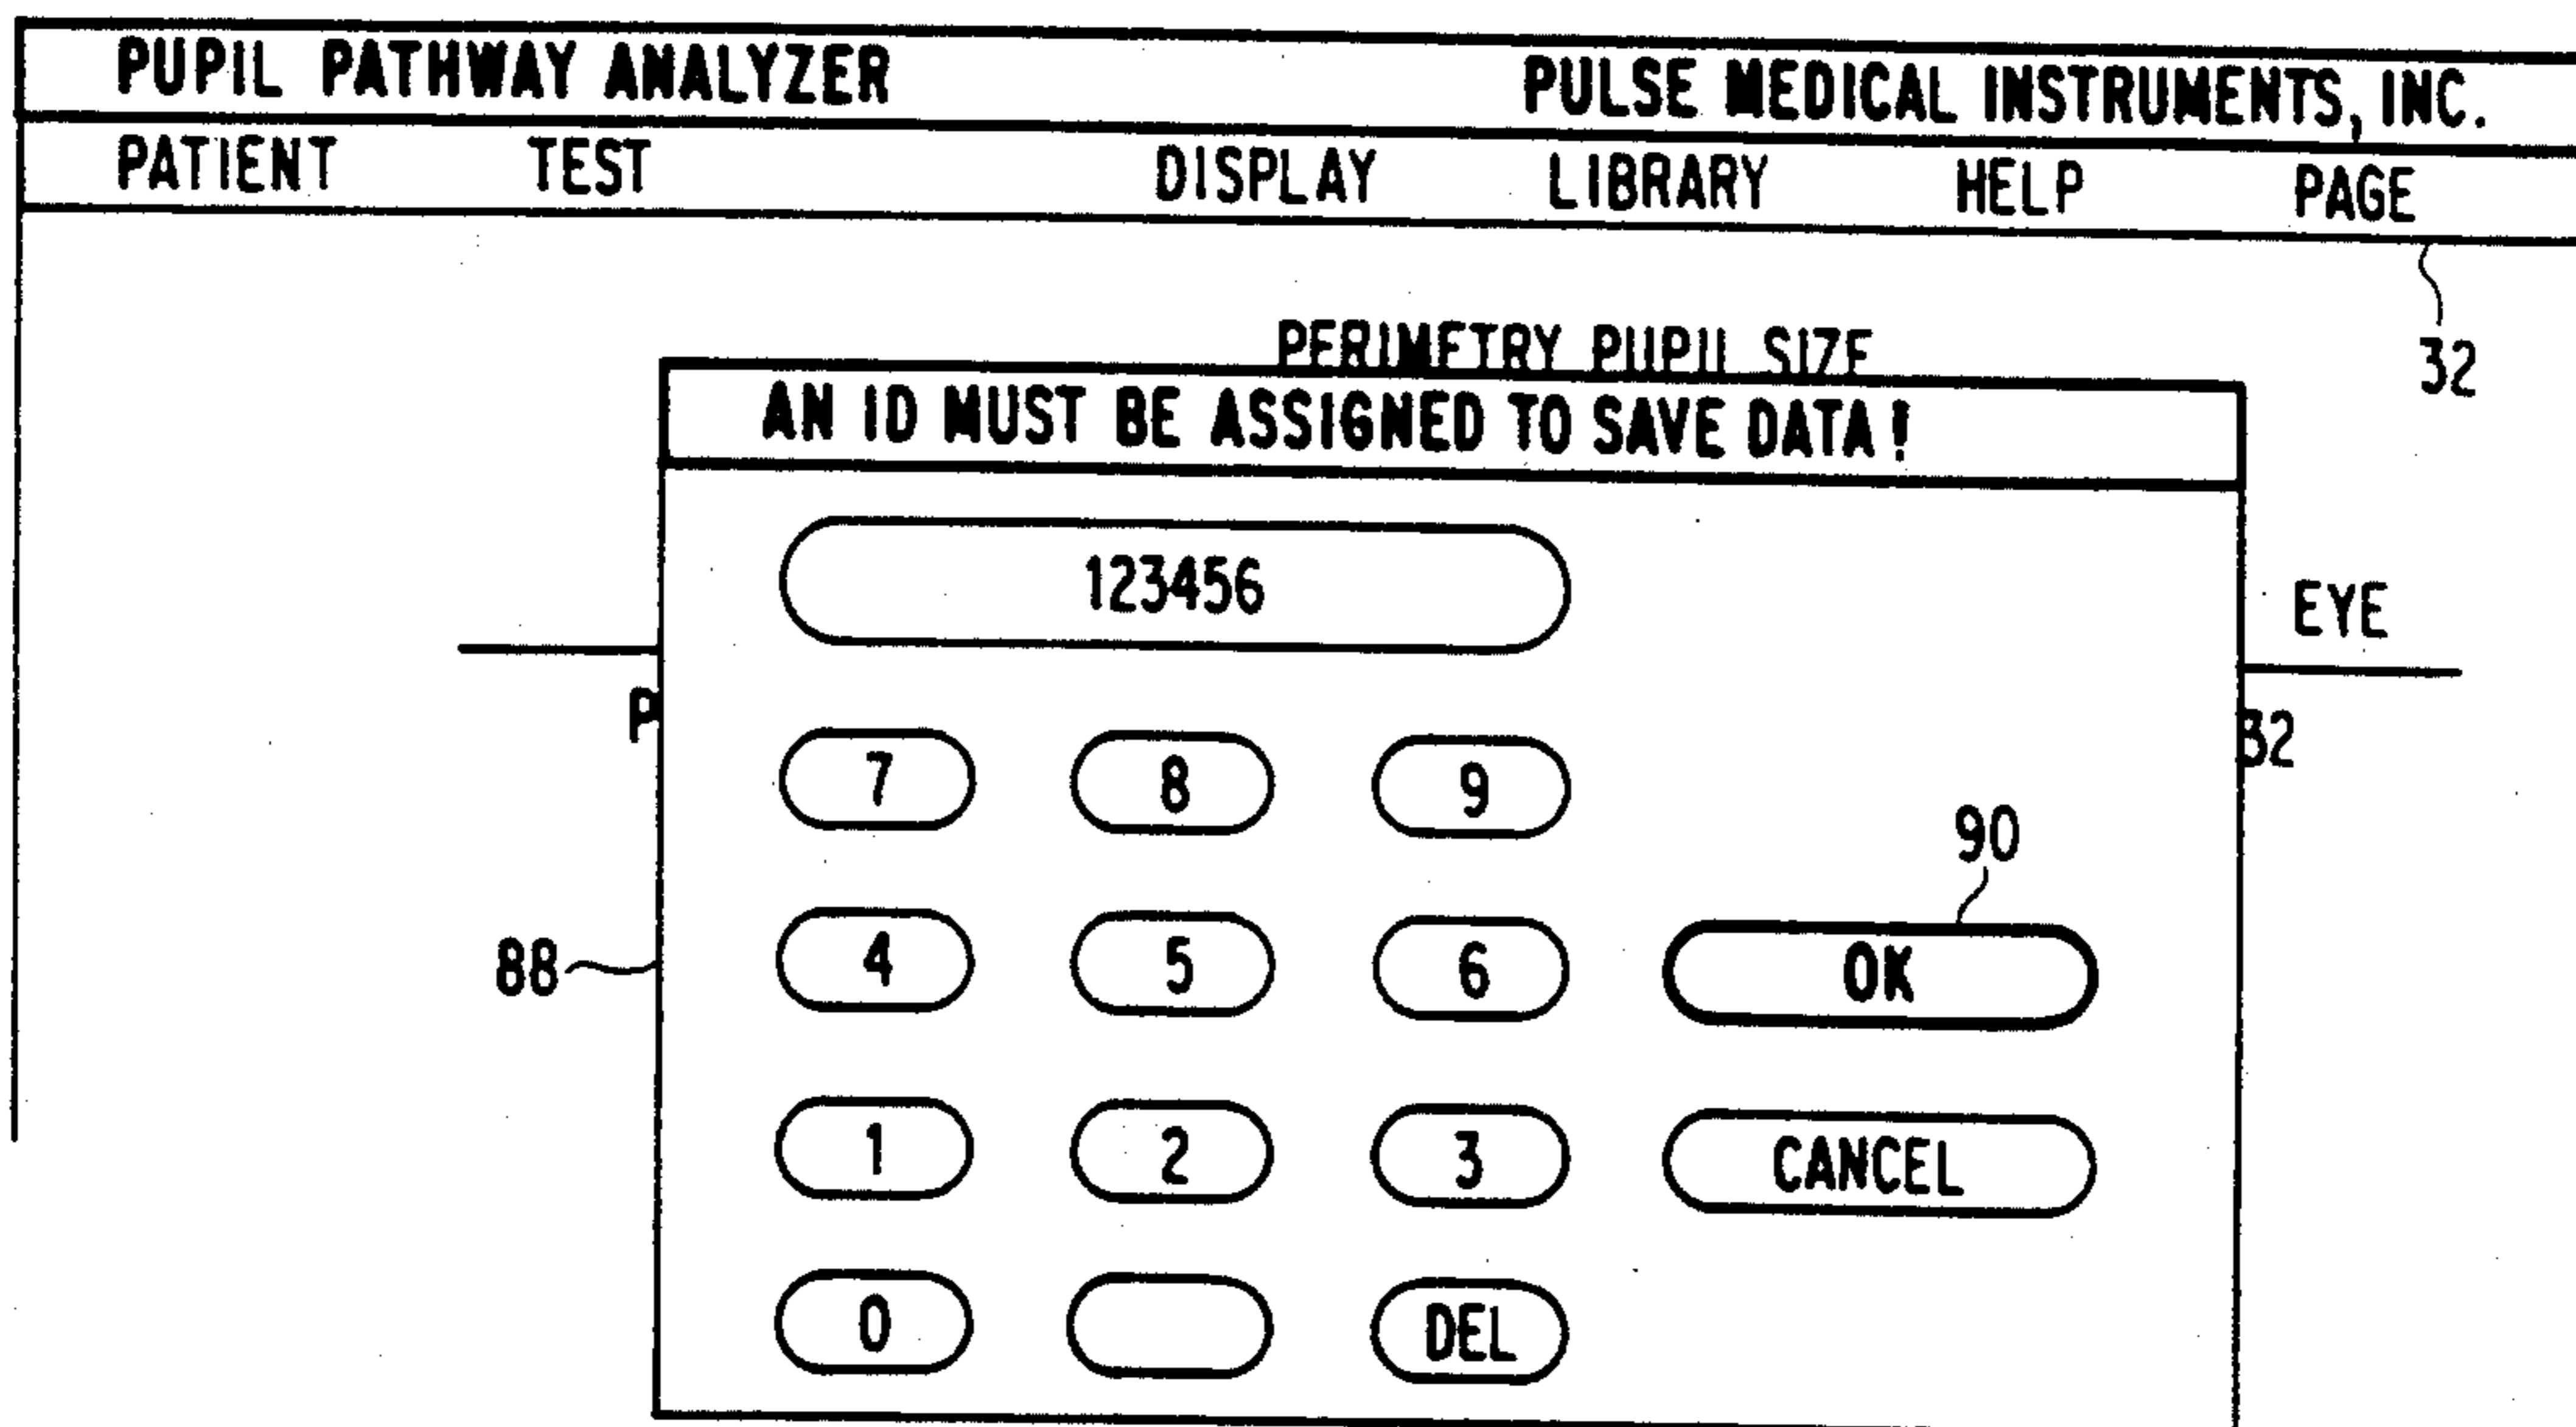 PUPIL PATHWAY ANALYZER PULSE MEDICAL INSTRUMENTS, INC.
PATIENT TEST DISPLAY LIBRARY HELP PAGE
32
PERIMETRY PUPIL SIZE
AN ID MUST BE ASSIGNED TO SAVE DATA!
123456
EYE
P 32
7 8 9
90
88 4 5 6 OK
1 2 3 CANCEL
0 DEL